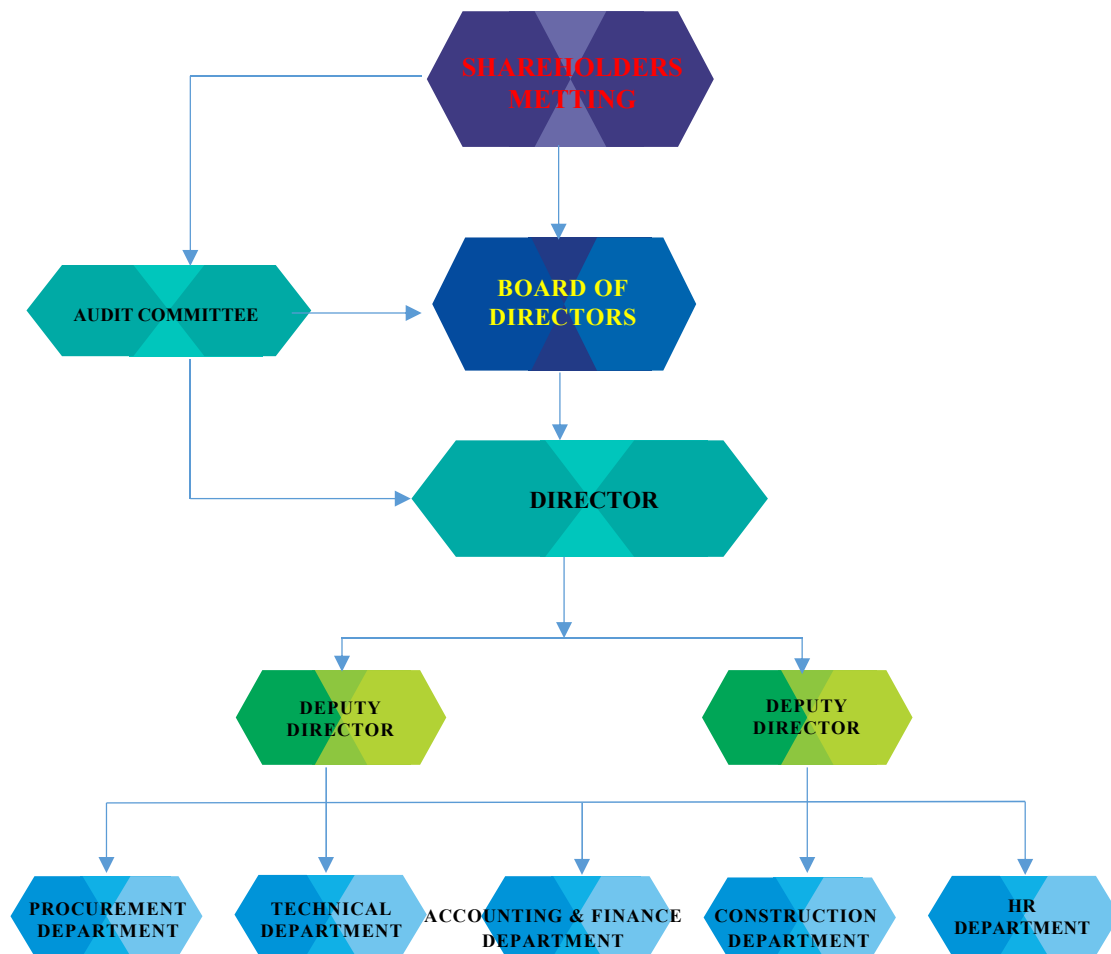 SHAREHOLDERS
METTING
BOARD OF
DIRECTORS
AUDIT COMMITTEE
DIRECTOR
DEPUTY
DIRECTOR
DEPUTY
DIRECTOR
PROCUREMENT
DEPARTMENT
TECHNICAL
DEPARTMENT
ACCOUNTING & FINANCE
DEPARTMENT
CONSTRUCTION
DEPARTMENT
HR
DEPARTMENT